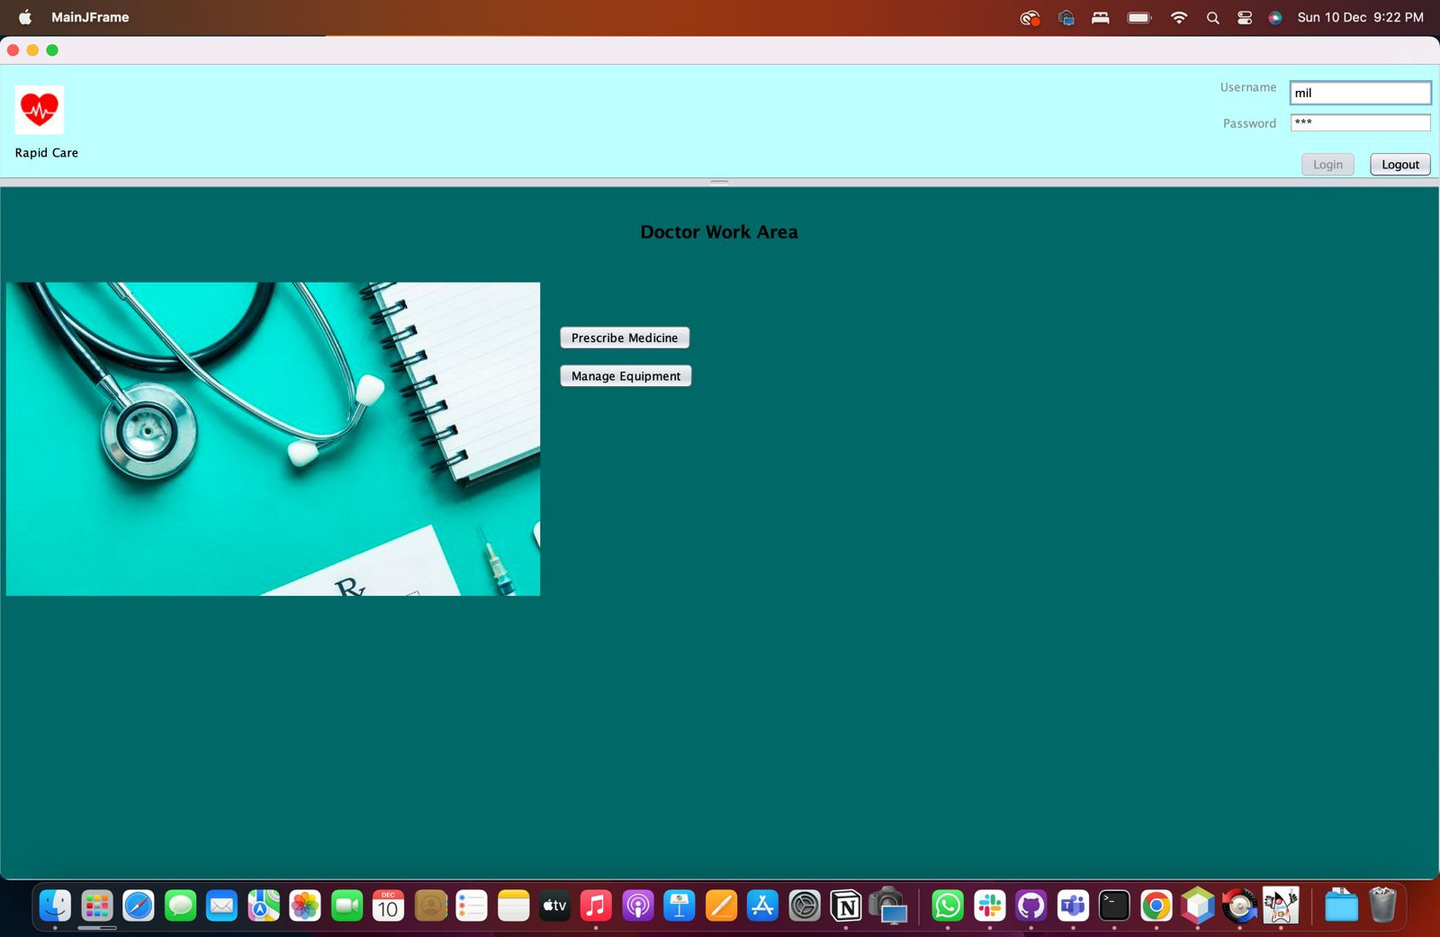 MainJFrame
Sun 10 Dec 9:22 PM
Username
mil
Password
***
Rapid Care
Login
Logout
Doctor Work Area
Prescribe Medicine
Manage Equipment
R
DEC
10
tv